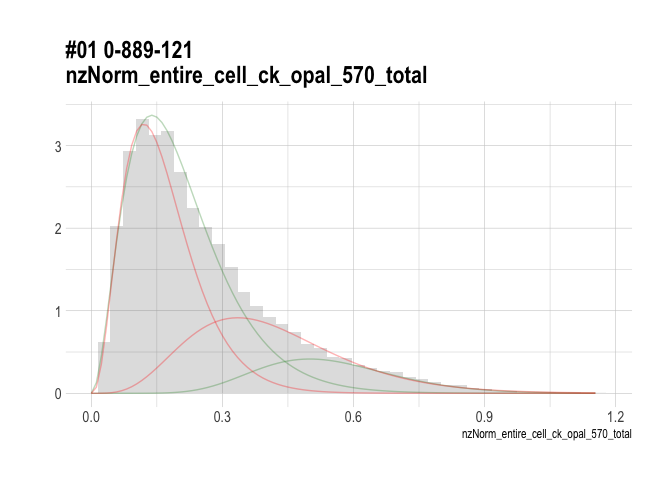 #01 0-889-121
nzNorm_entire_cell_ck_opal_570_total
3
2
1
0
0.0 0.3 0.6 0.9 1.2
nzNorm_entire_cell_ck_opal_570_total